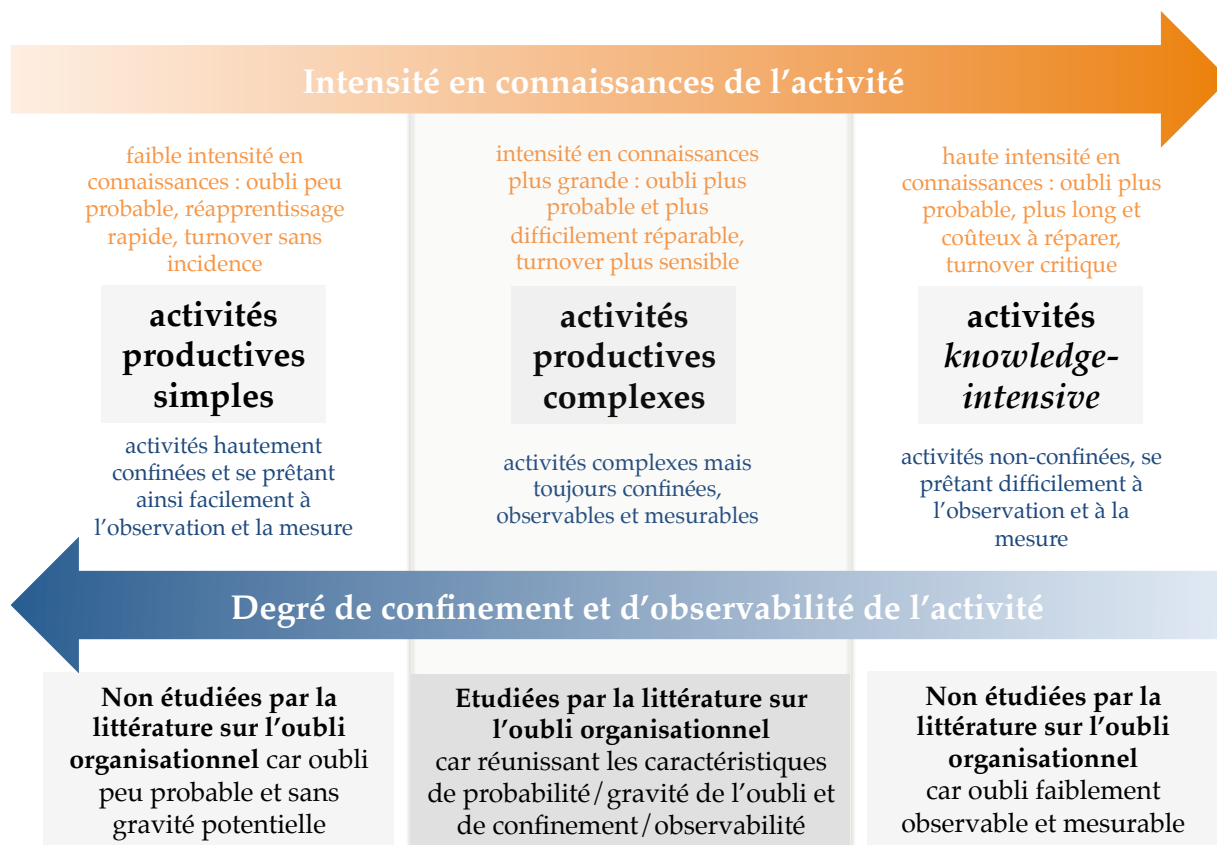 Intensité en connaissances de l'activité
faible intensité en
connaissances : oubli peu
probable, réapprentissage
rapide, turnover sans
incidence
intensité en connaissances
plus grande : oubli plus
probable et plus
difficilement réparable,
turnover plus sensible
haute intensité en
connaissances : oubli plus
probable, plus long et
coûteux à réparer,
turnover critique
activités
productives
simples
activités
productives
complexes
activités
knowledge-
intensive
activités hautement
confinées et se prêtant
ainsi facilement à
l'observation et la mesure
activités complexes mais
toujours confinées,
observables et mesurables
activités non-confinées, se
prêtant difficilement à
l'observation et à la
mesure
Degré de confinement et d'observabilité de l'activité
Non étudiées par la
littérature sur l'oubli
organisationnel car oubli
peu probable et sans
gravité potentielle
Etudiées par la littérature sur
l'oubli organisationnel
car réunissant les caractéristiques
de probabilité/gravité de l'oubli et
de confinement/observabilité
Non étudiées par la
littérature sur l'oubli
organisationnel
car oubli faiblement
observable et mesurable